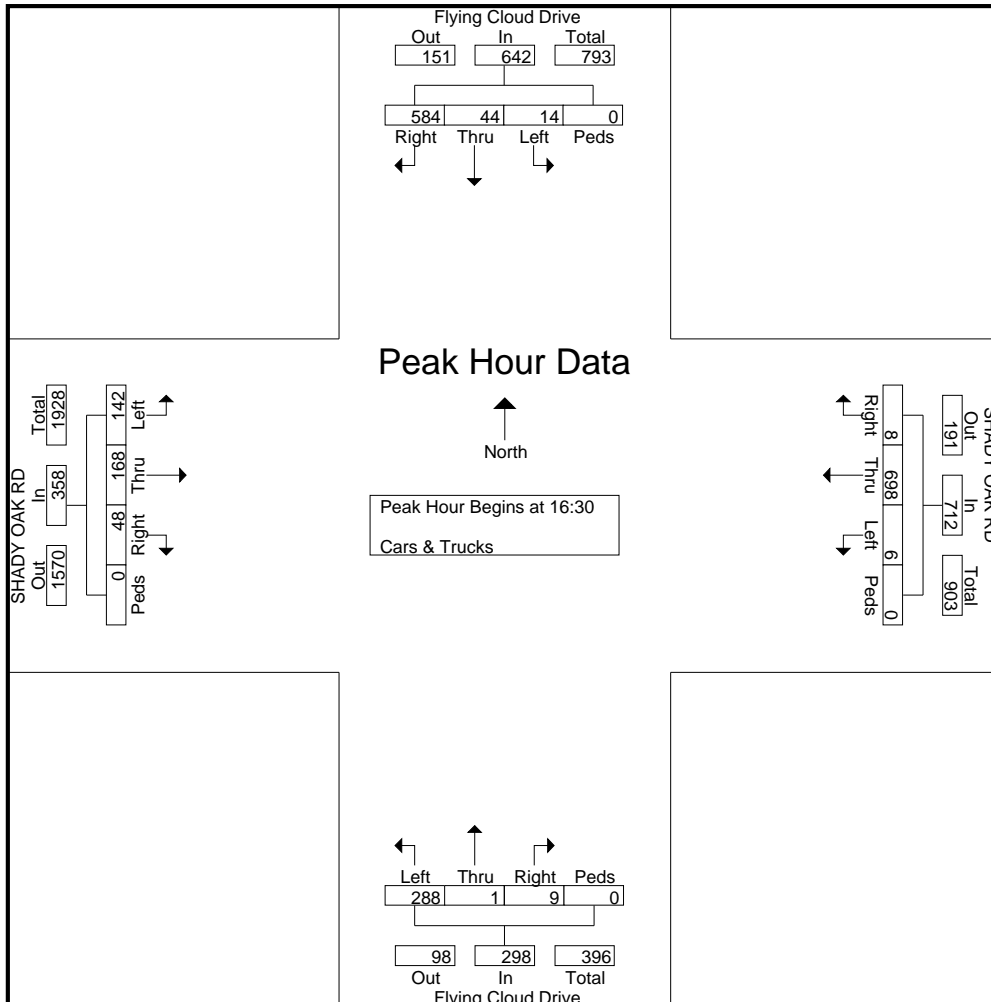 Flying Cloud Drive
Out In Total
151 642 793
584 44 14 0
Right Thru Left Peds
Peak Hour Data
North
Peak Hour Begins at 16:30
Cars & Trucks
SHADY OAK RD
Total In Out
1928 358 1570
142 168 48 0
Left Thru Right Peds
SHADY OAK RD
Out In Total
191 712 903
8 698 6 0
Right Thru Left Peds
Left Thru Right Peds
288 1 9 0
98 298 396
Out In Total
Flying Cloud Drive